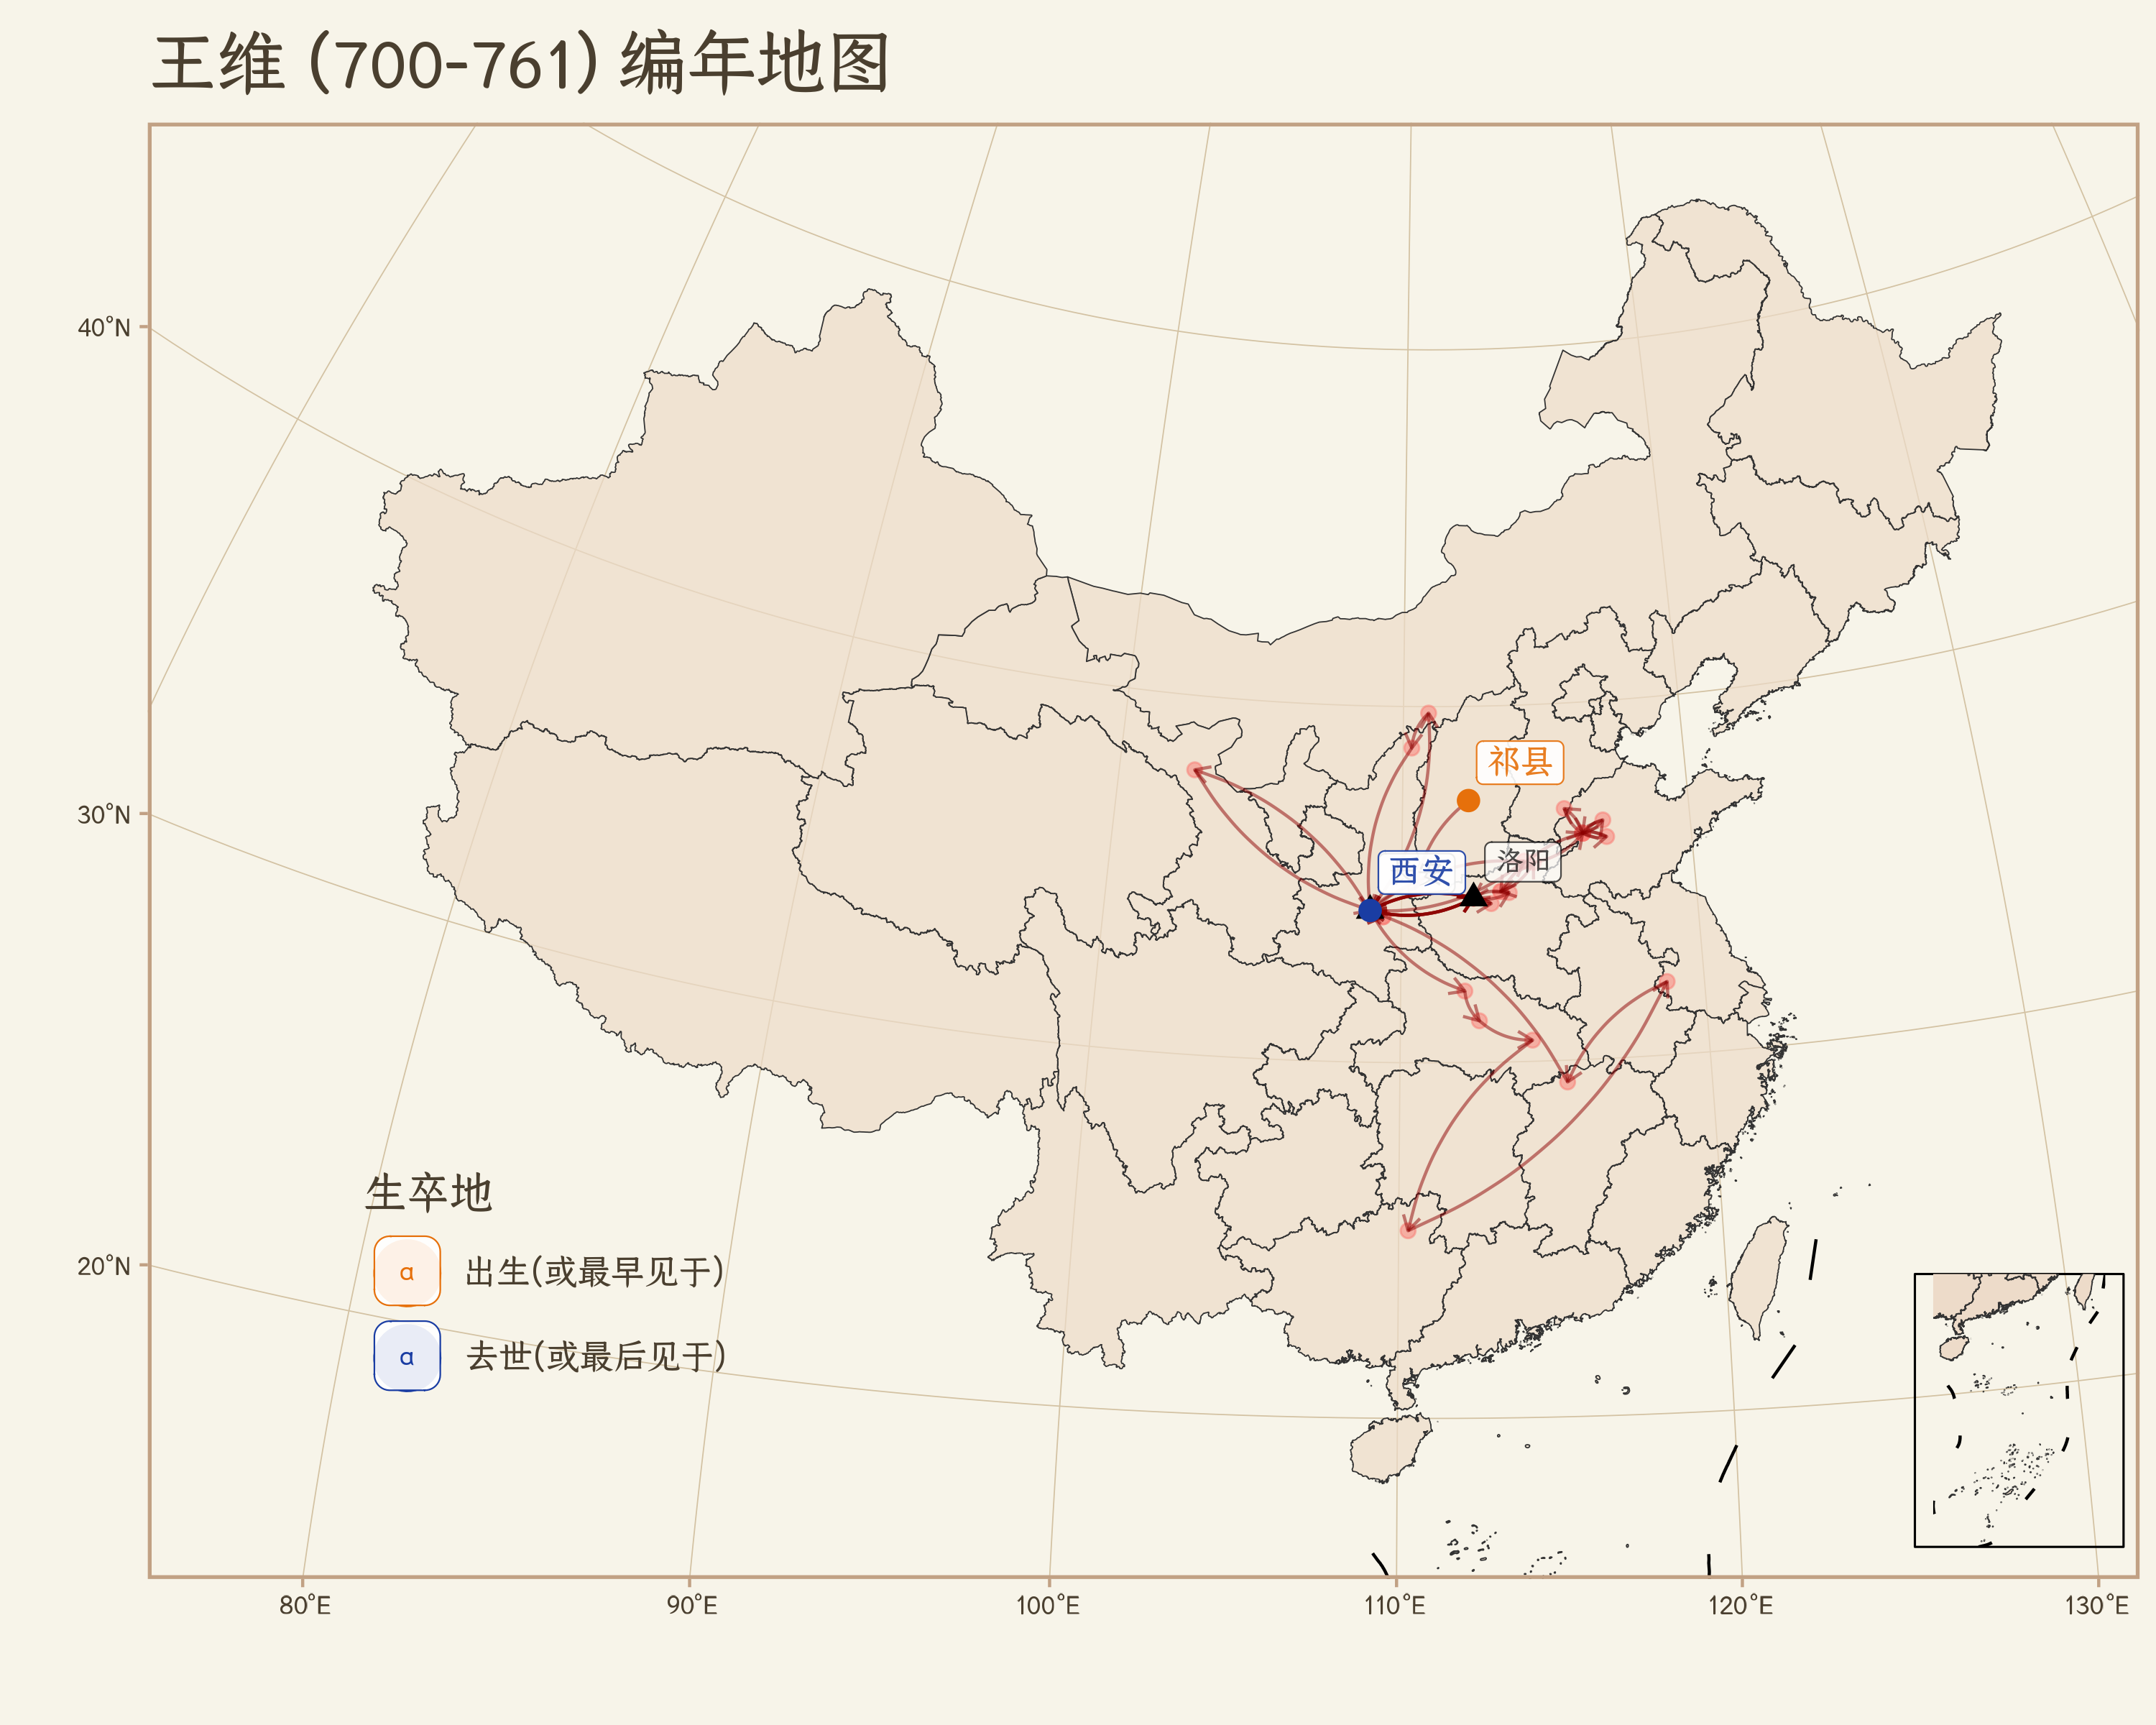 王维 (700-761) 编年地图
40°N
30°N
20°N
祁县
西安
洛阳
生卒地
a 出生(或最早见于)
a 去世(或最后见于)
80°E 90°E 100°E 110°E 120°E 130°E